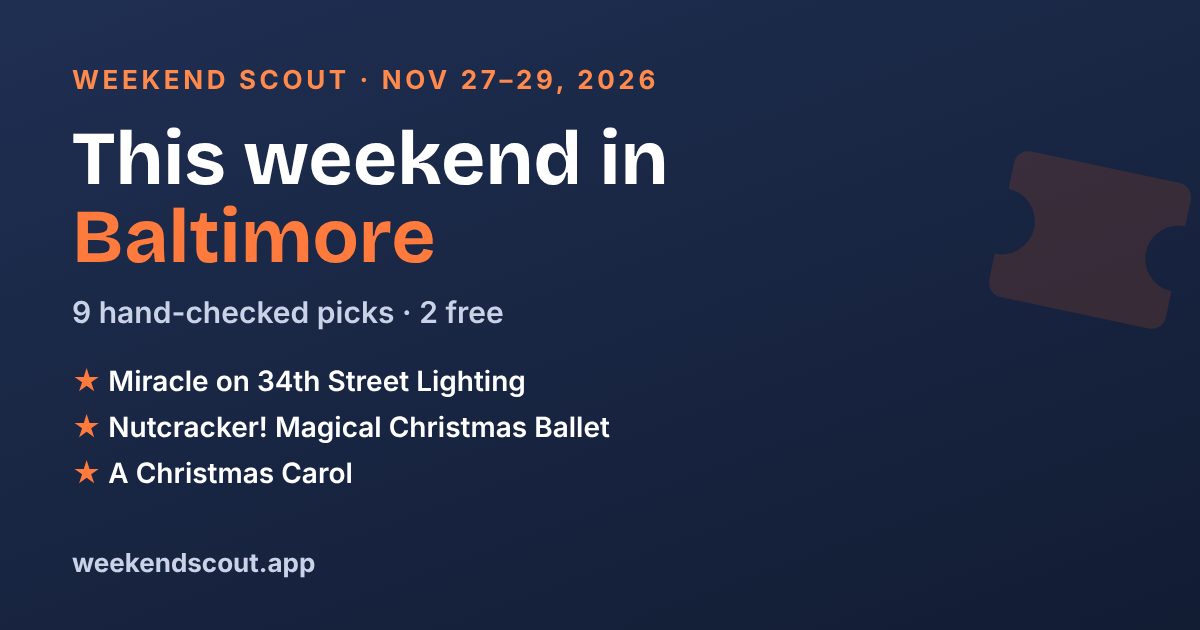 WEEKEND SCOUT · NOV 27–29, 2026
This weekend in
Baltimore
9 hand-checked picks · 2 free
★ Miracle on 34th Street Lighting
★ Nutcracker! Magical Christmas Ballet
★ A Christmas Carol
weekendscout.app